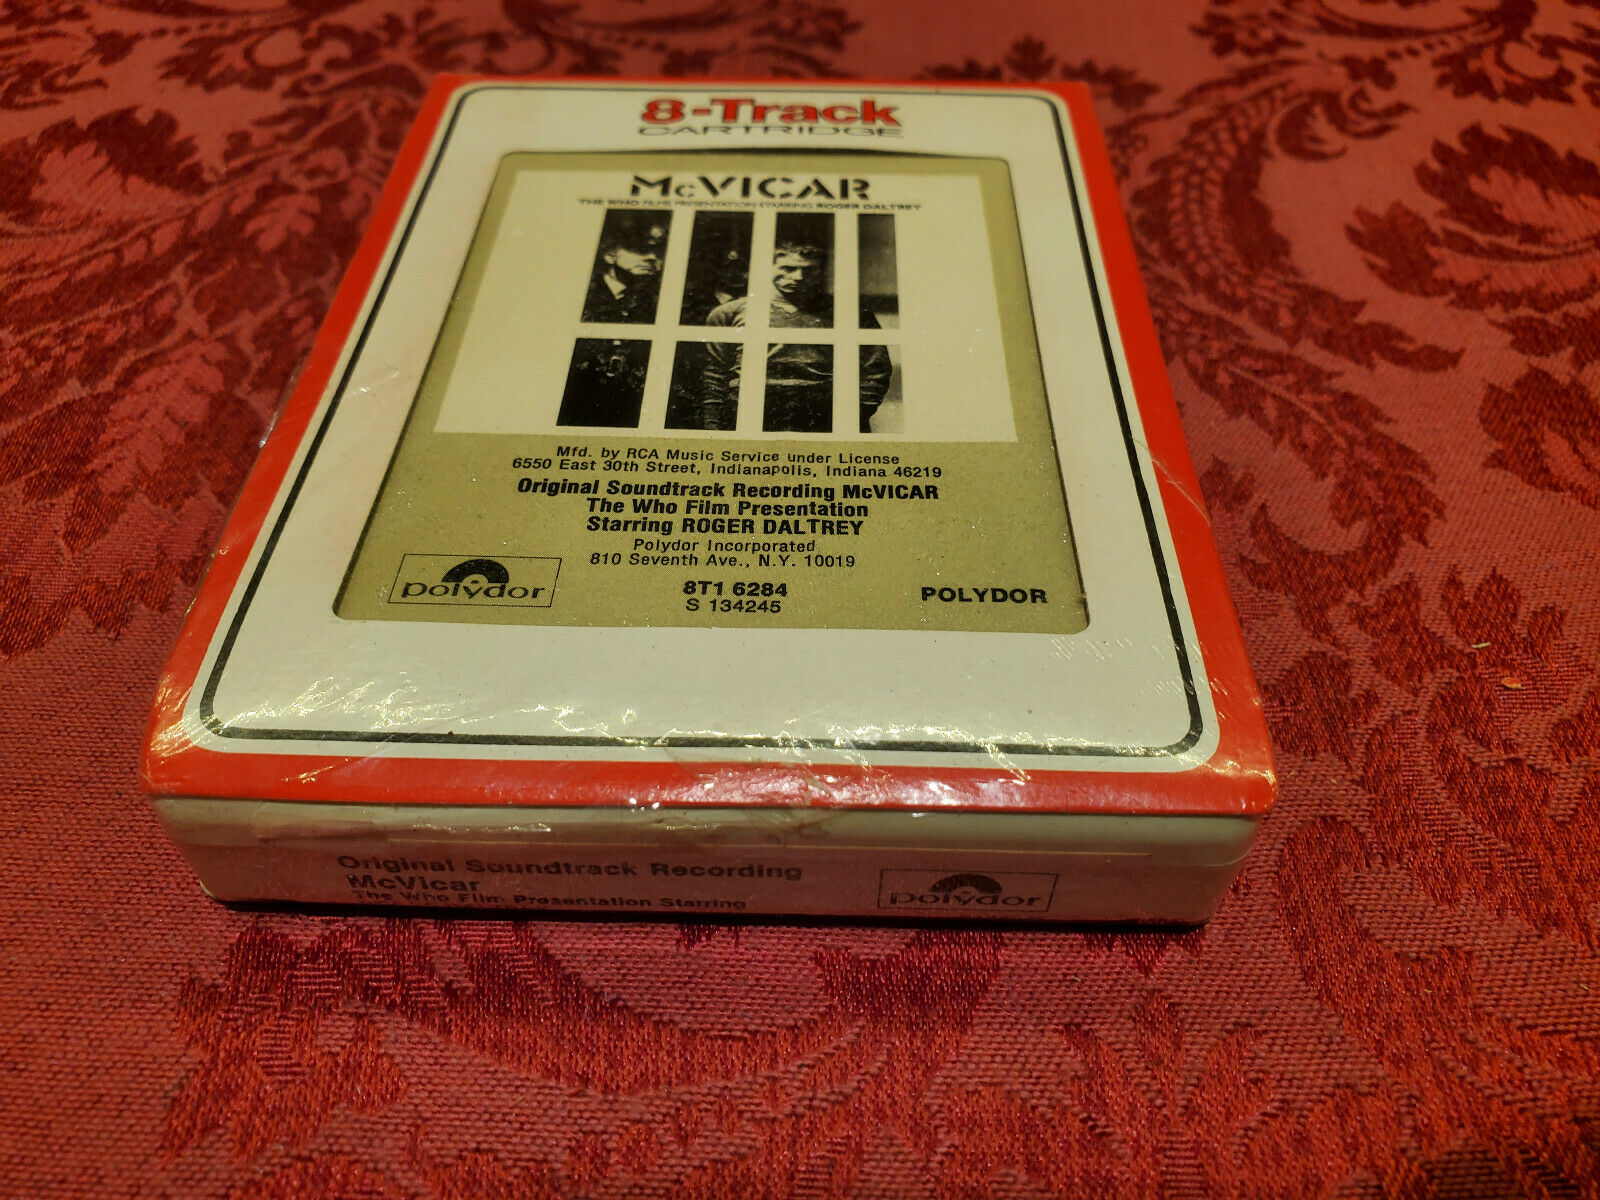 8-Track
CARTRIDGE
McVICAR
THE WHO FILMS PRESENTATION STARRING ROGER DALTREY
Mfd. by RCA Music Service under License
6550 East 30th Street, Indianapolis, Indiana 46219
Original Soundtrack Recording McVICAR
The Who Film Presentation
Starring ROGER DALTREY
Polydor Incorporated
810 Seventh Ave., N.Y. 10019
polydor
8T1 6284
POLYDOR
S 134245
Original Soundtrack Recording
McVicar
The Who Film Presentation Starring
polydor